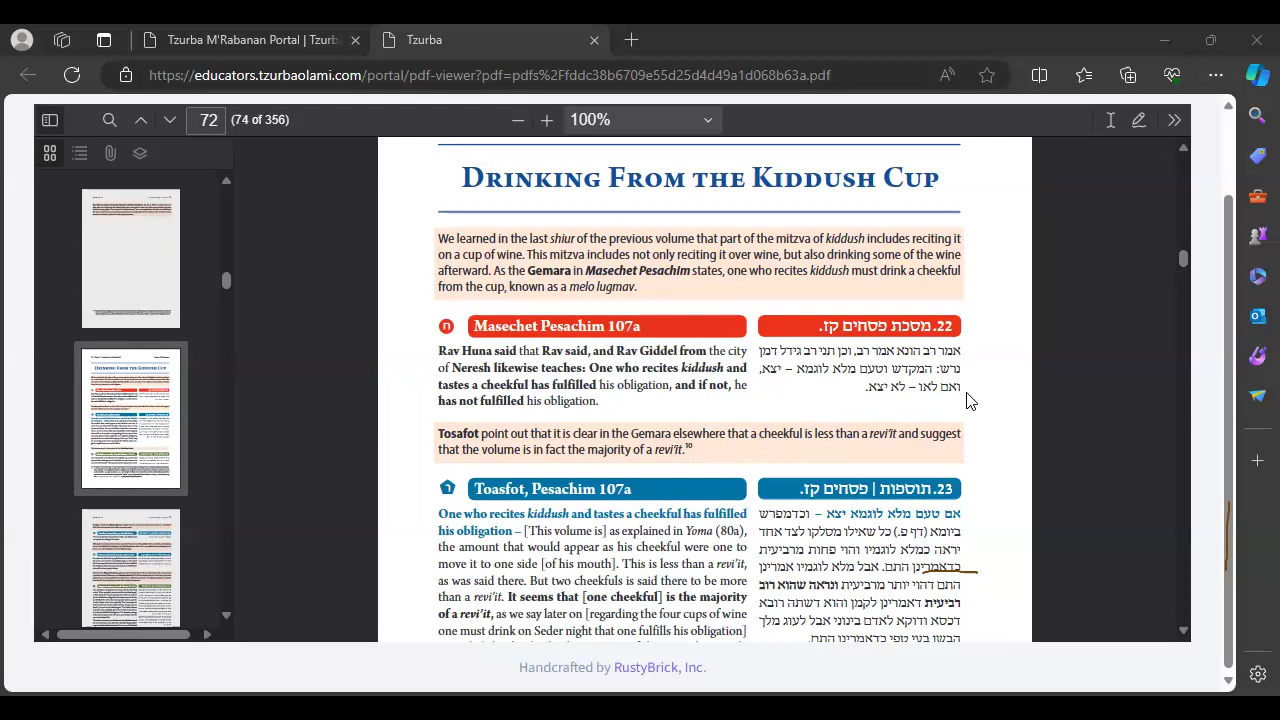 Tzurba M'Rabanan Portal | Tzurb
Tzurba
https://educators.tzurbaolami.com/portal/pdf-viewer?pdf=pdfs%2Ffddc38b6709e55d25d4d49a1d068b63a.pdf
72 (74 of 356)
100%
DRINKING FROM THE KIDDUSH CUP
We learned in the last shiur of the previous volume that part of the mitzva of kiddush includes reciting it
on a cup of wine. This mitzva includes not only reciting it over wine, but also drinking some of the wine
afterward. As the Gemara in Masechet Pesachim states, one who recites kiddush must drink a cheekful
from the cup, known as a melo lugmav.
ח Masechet Pesachim 107a
Rav Huna said that Rav said, and Rav Giddel from the city
of Neresh likewise teaches: One who recites kiddush and
tastes a cheekful has fulfilled his obligation, and if not, he
has not fulfilled his obligation.
22. מסכת פסחים קז.
אמר רב הונא אמר רב, וכן תני רב גידל דמן
נרש: המקדש וטעם מלא לוגמא – יצא,
ואם לאו – לא יצא.
Tosafot point out that it is clear in the Gemara elsewhere that a cheekful is less than a revi'it and suggest
that the volume is in fact the majority of a revi'it.10
ר Toasfot, Pesachim 107a
One who recites kiddush and tastes a cheekful has fulfilled
his obligation – [This volume is] as explained in Yoma (80a),
the amount that would appear as his cheekful were one to
move it to one side [of his mouth]. This is less than a revi'it,
as was said there. But two cheekfuls is said there to be more
than a revi'it. It seems that [one cheekful] is the majority
of a revi'it, as we say later on [regarding the four cups of wine
one must drink on Seder night that one fulfills his obligation]
23. תוספות | פסחים קז.
אם טעם מלא לוגמא יצא – וכדמפרש
ביומא (דף פ.) כל שאילו מסלקו לצד אחד
יראה כמלא לוגמיו והוי פחות מרביעית
כדאמרינן התם. אבל מלא לוגמיו אמרינן
התם דהוי יותר מרביעית ונראה שהוא רוב
רביעית דאמרינן לקמן והוא דשתה רובא
דכסא ודוקא לאדם בינוני אבל לעוג מלך
הבשן בעי טפי כדאמרינן התם.
Handcrafted by RustyBrick, Inc.